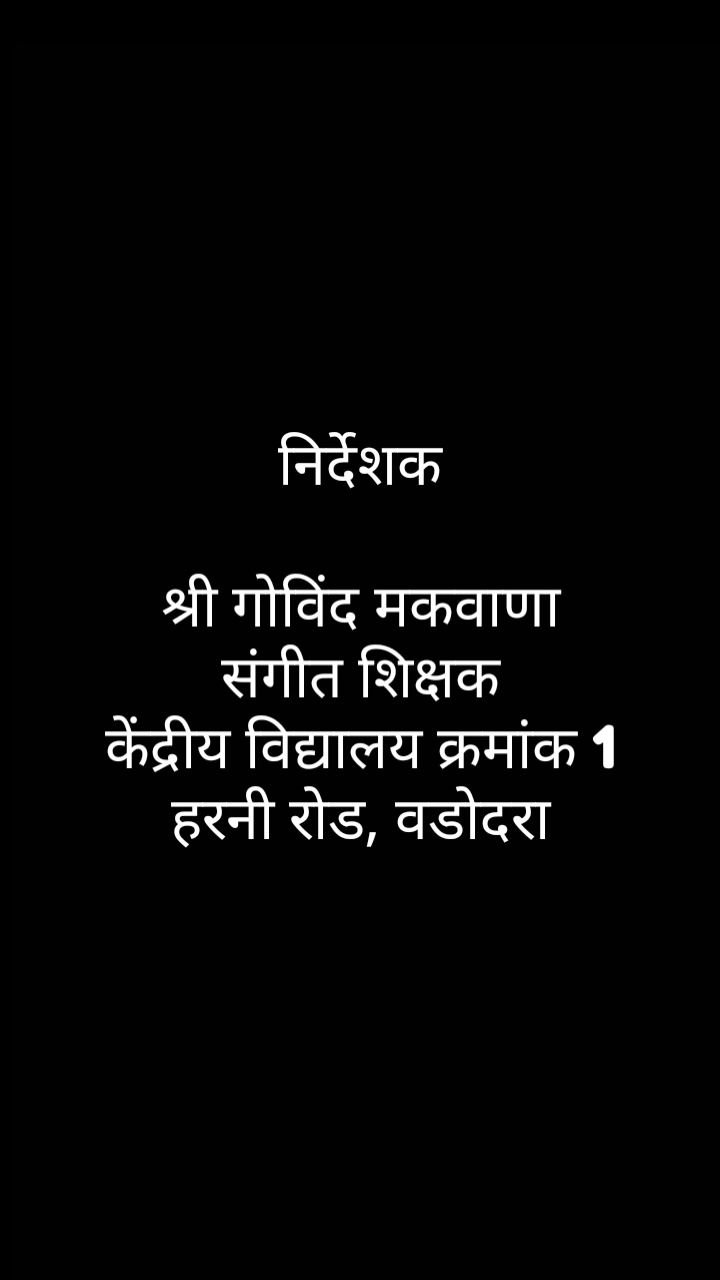 निर्देशक
श्री गोविंद मकवाणा
संगीत शिक्षक
केंद्रीय विद्यालय क्रमांक 1
हरनी रोड, वडोदरा